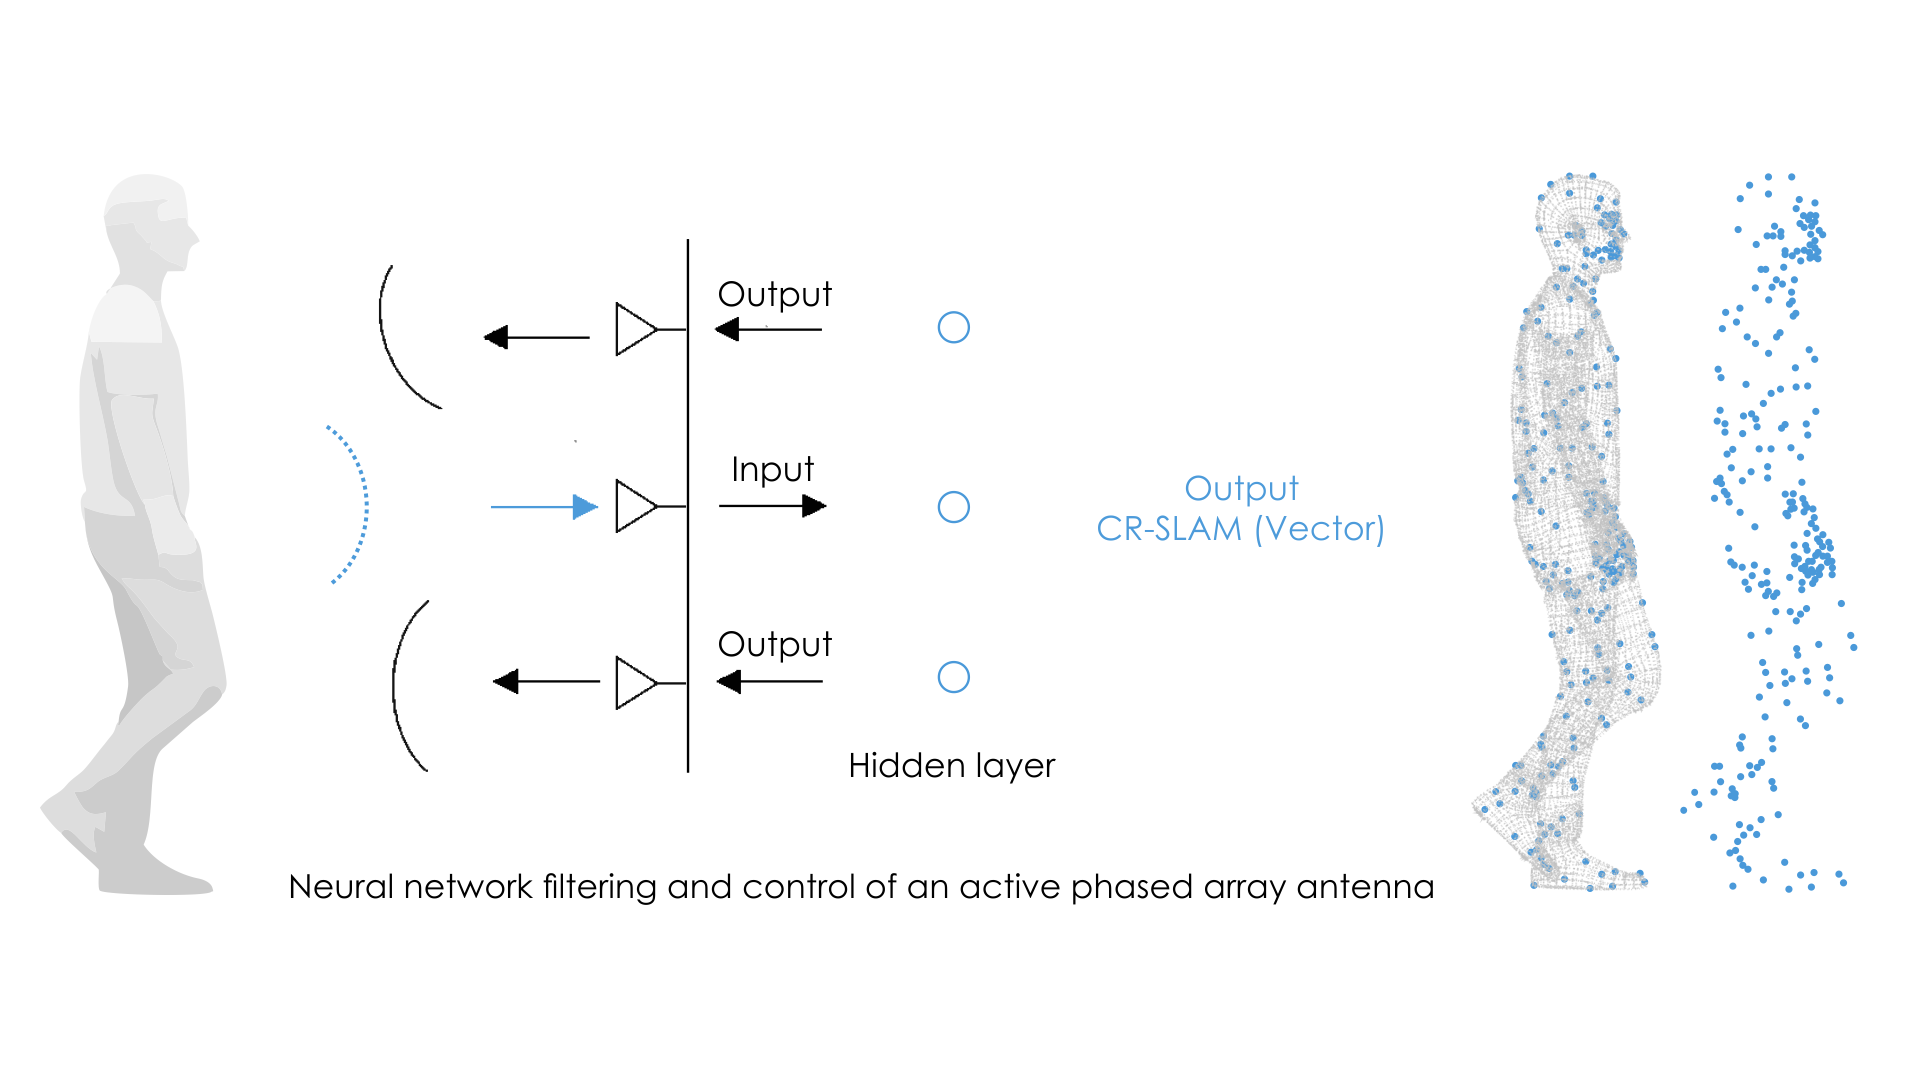 Output
Input
Output
CR-SLAM (Vector)
Output
Hidden layer
Neural network filtering and control of an active phased array antenna